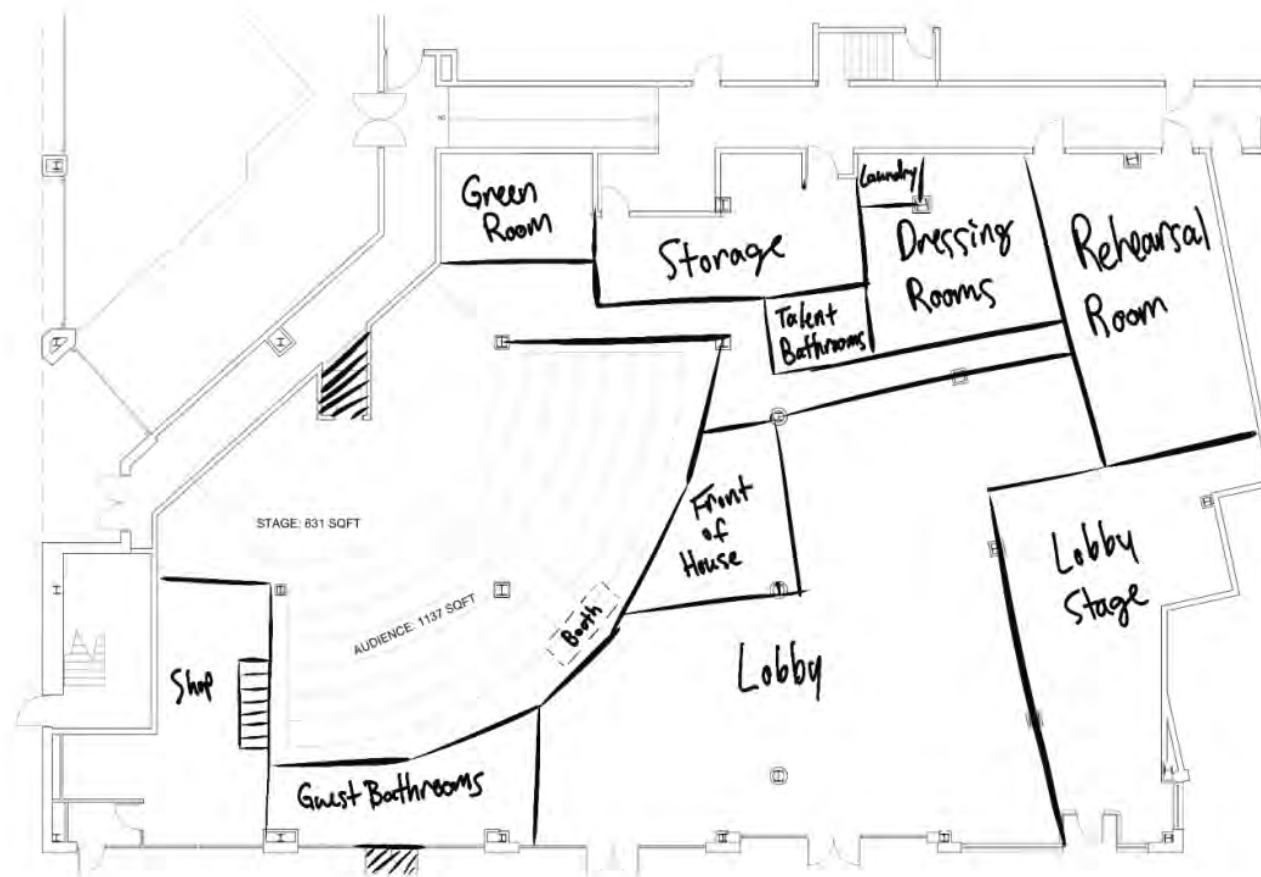 Green
Room
Storage
Laundry
Dressing
Rooms
Rehearsal
Room
Talent
Bathrooms
STAGE: 831 SQFT
AUDIENCE: 1137 SQFT
Booth
Front
of
House
Lobby
Lobby
Stage
Shop
Guest Bathrooms